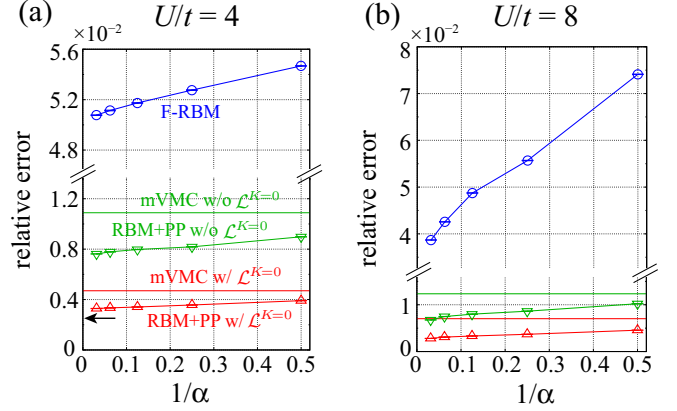 (a) U/t = 4
×10⁻²
5.6
5.2
4.8
1.2
0.8
0.4
0
relative error
F-RBM
mVMC w/o ℒ^{K=0}
RBM+PP w/o ℒ^{K=0}
mVMC w/ ℒ^{K=0}
RBM+PP w/ ℒ^{K=0}
0 0.1 0.2 0.3 0.4 0.5
1/α
(b) U/t = 8
×10⁻²
8
7
6
5
4
1
0
relative error
0 0.1 0.2 0.3 0.4 0.5
1/α